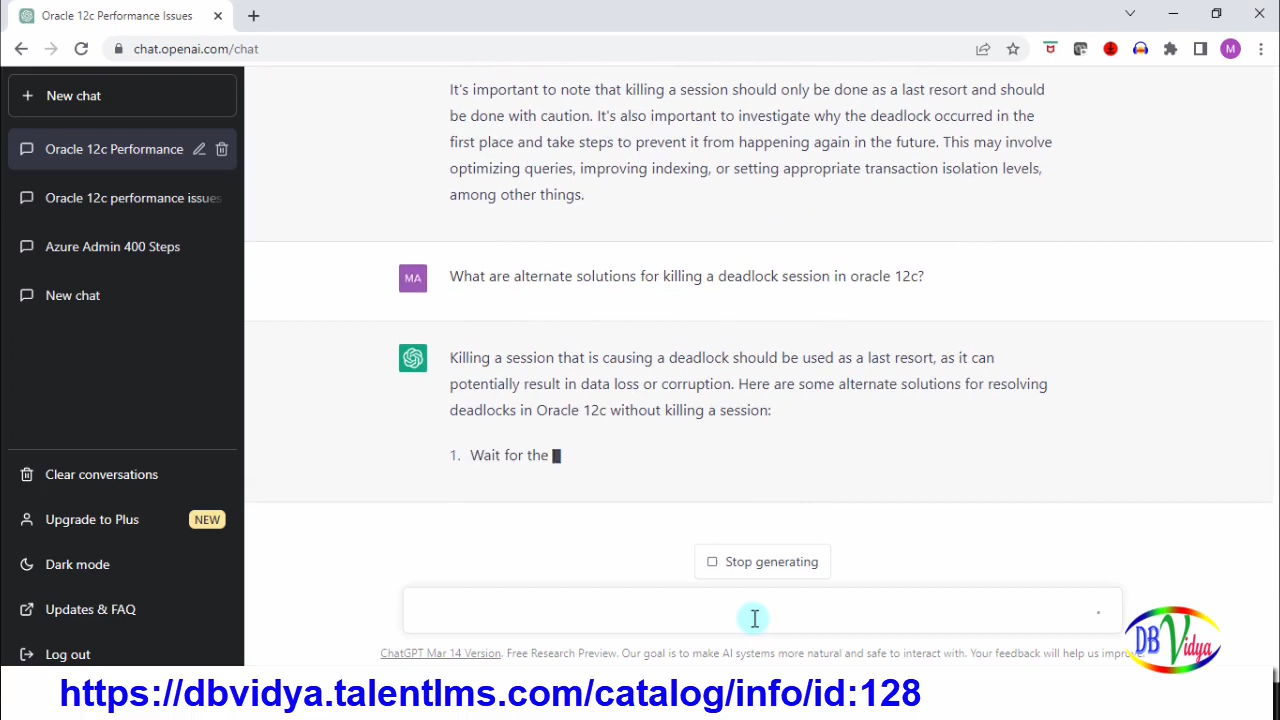 Oracle 12c Performance Issues
chat.openai.com/chat
M
New chat
Oracle 12c Performance
Oracle 12c performance issues
Azure Admin 400 Steps
New chat
Clear conversations
Upgrade to Plus NEW
Dark mode
Updates & FAQ
Log out
It's important to note that killing a session should only be done as a last resort and should
be done with caution. It's also important to investigate why the deadlock occurred in the
first place and take steps to prevent it from happening again in the future. This may involve
optimizing queries, improving indexing, or setting appropriate transaction isolation levels,
among other things.
MA What are alternate solutions for killing a deadlock session in oracle 12c?
Killing a session that is causing a deadlock should be used as a last resort, as it can
potentially result in data loss or corruption. Here are some alternate solutions for resolving
deadlocks in Oracle 12c without killing a session:
1. Wait for the
Stop generating
ChatGPT Mar 14 Version. Free Research Preview. Our goal is to make AI systems more natural and safe to interact with. Your feedback will help us improve.
DB Vidya
https://dbvidya.talentlms.com/catalog/info/id:128